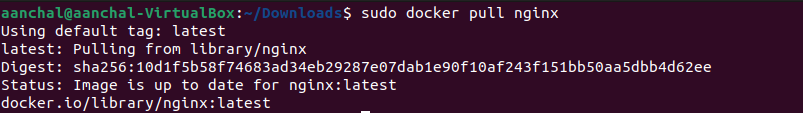 aanchal@aanchal-VirtualBox:~/Downloads$ sudo docker pull nginx
Using default tag: latest
latest: Pulling from library/nginx
Digest: sha256:10d1f5b58f74683ad34eb29287e07dab1e90f10af243f151bb50aa5dbb4d62ee
Status: Image is up to date for nginx:latest
docker.io/library/nginx:latest